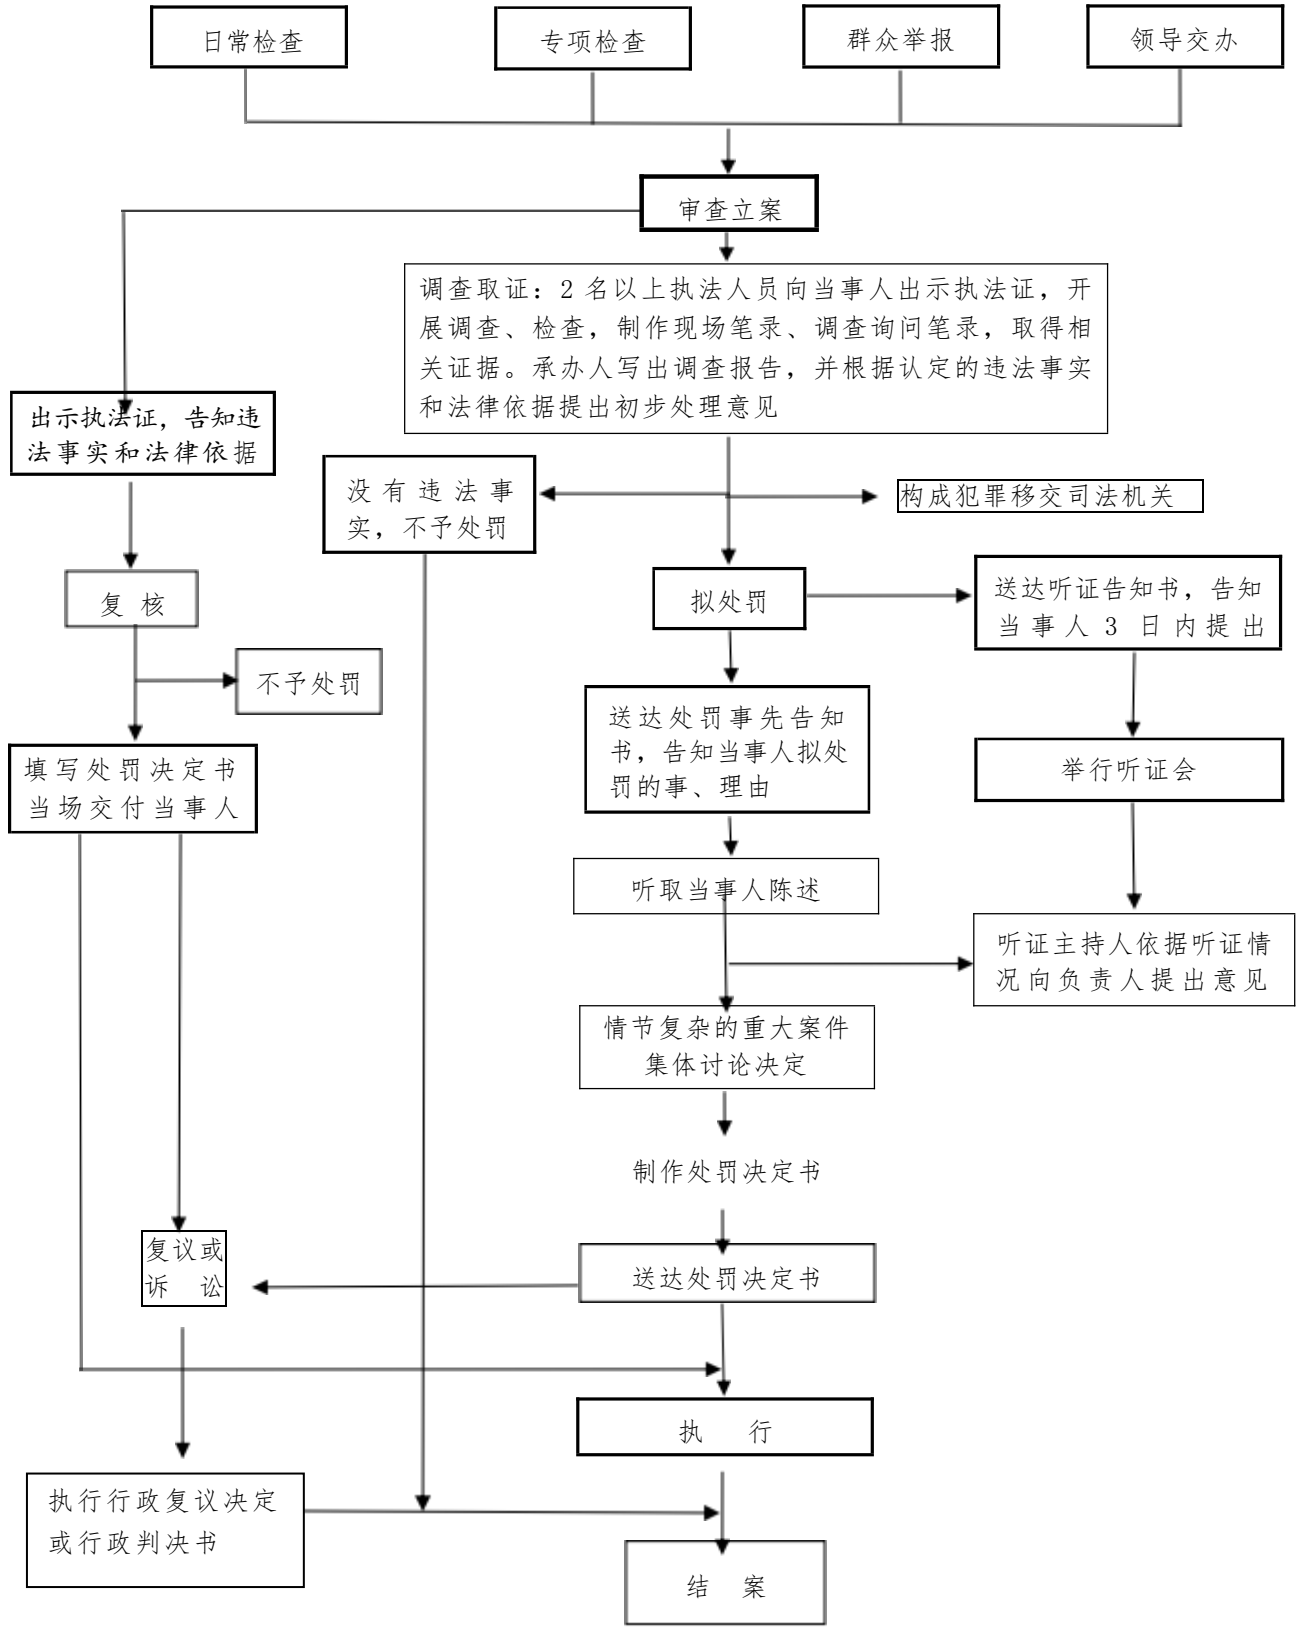 日常检查
专项检查
群众举报
领导交办
审查立案
调查取证：2 名以上执法人员向当事人出示执法证，开
展调查、检查，制作现场笔录、调查询问笔录，取得相
关证据。承办人写出调查报告，并根据认定的违法事实
和法律依据提出初步处理意见
出示执法证，告知违
法事实和法律依据
没有违法事
实，不予处罚
构成犯罪移交司法机关
复 核
拟处罚
送达听证告知书，告知
当事人 3 日内提出
不予处罚
送达处罚事先告知
书，告知当事人拟处
罚的事、理由
填写处罚决定书
当场交付当事人
举行听证会
听取当事人陈述
听证主持人依据听证情
况向负责人提出意见
情节复杂的重大案件
集体讨论决定
制作处罚决定书
复议或
诉 讼
送达处罚决定书
执 行
执行行政复议决定
或行政判决书
结 案